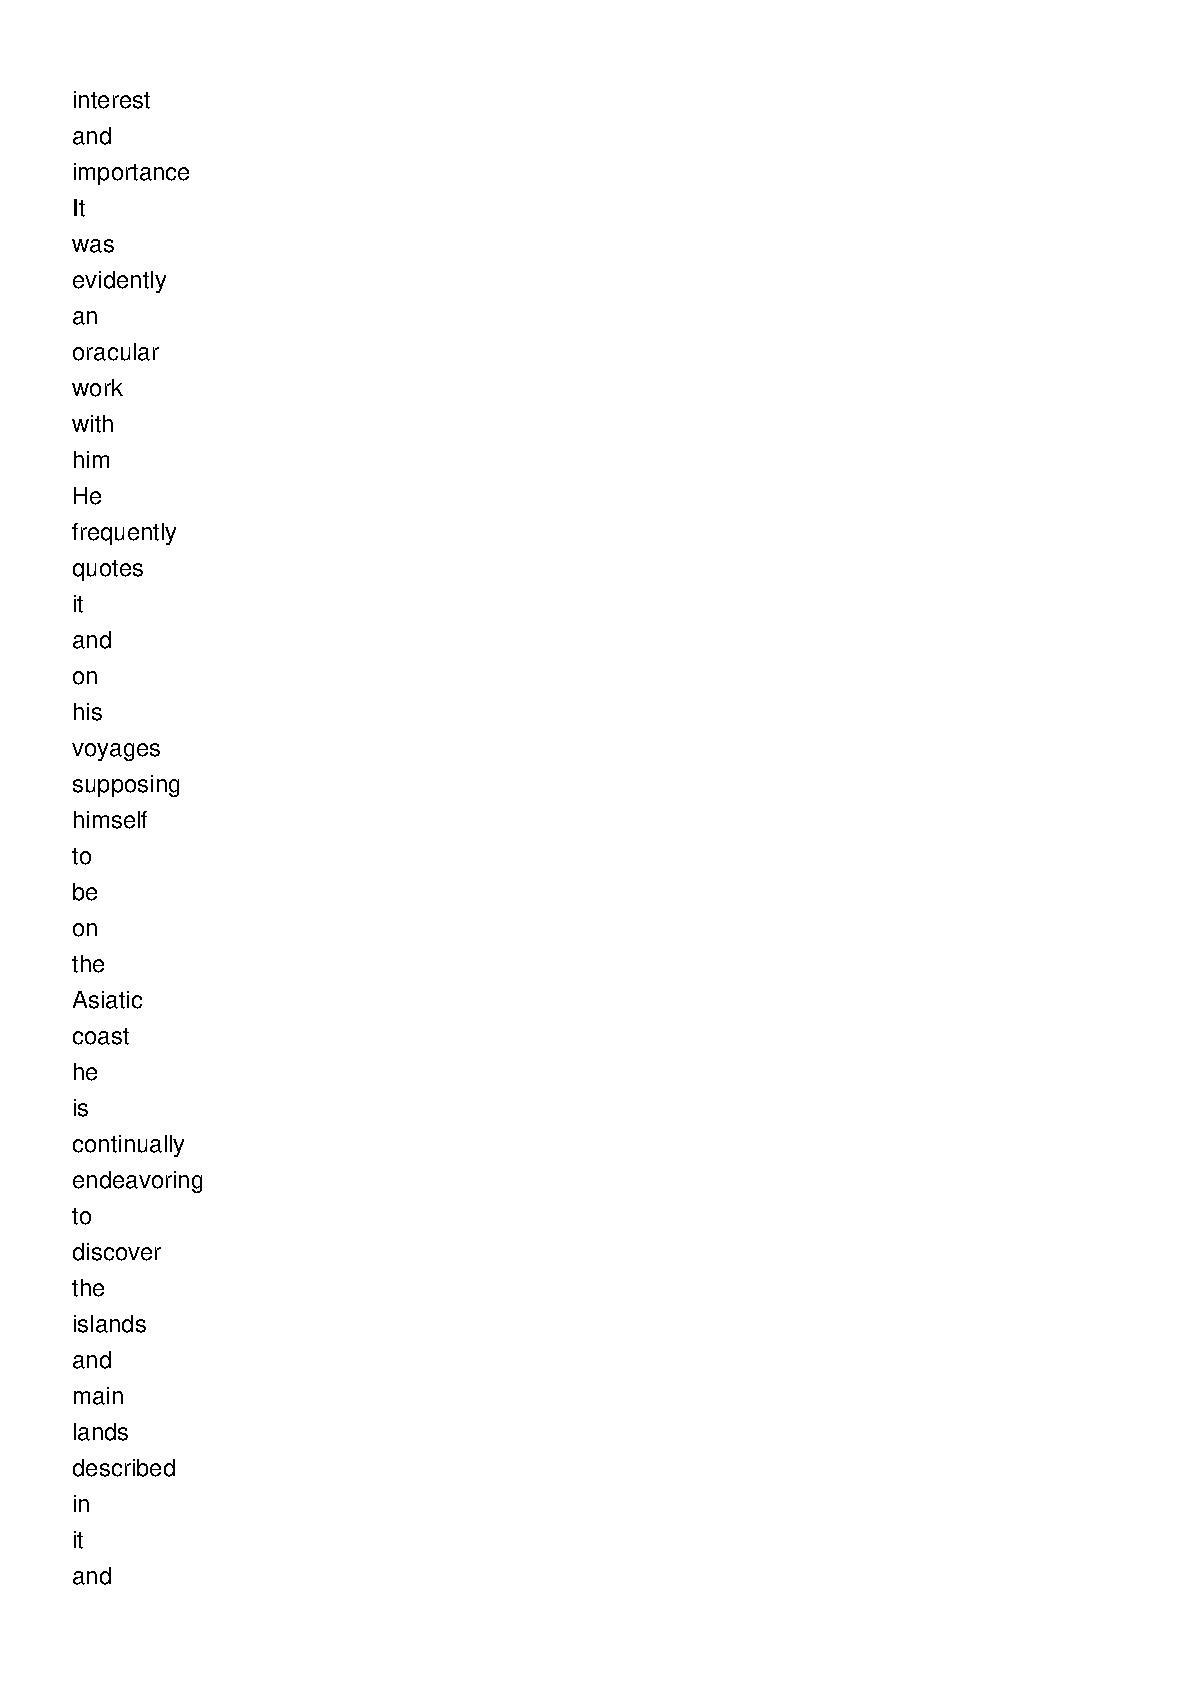 interest
and
importance
It
was
evidently
an
oracular
work
with
him
He
frequently
quotes
it
and
on
his
voyages
supposing
himself
to
be
on
the
Asiatic
coast
he
is
continually
endeavoring
to
discover
the
islands
and
main
lands
described
in
it
and